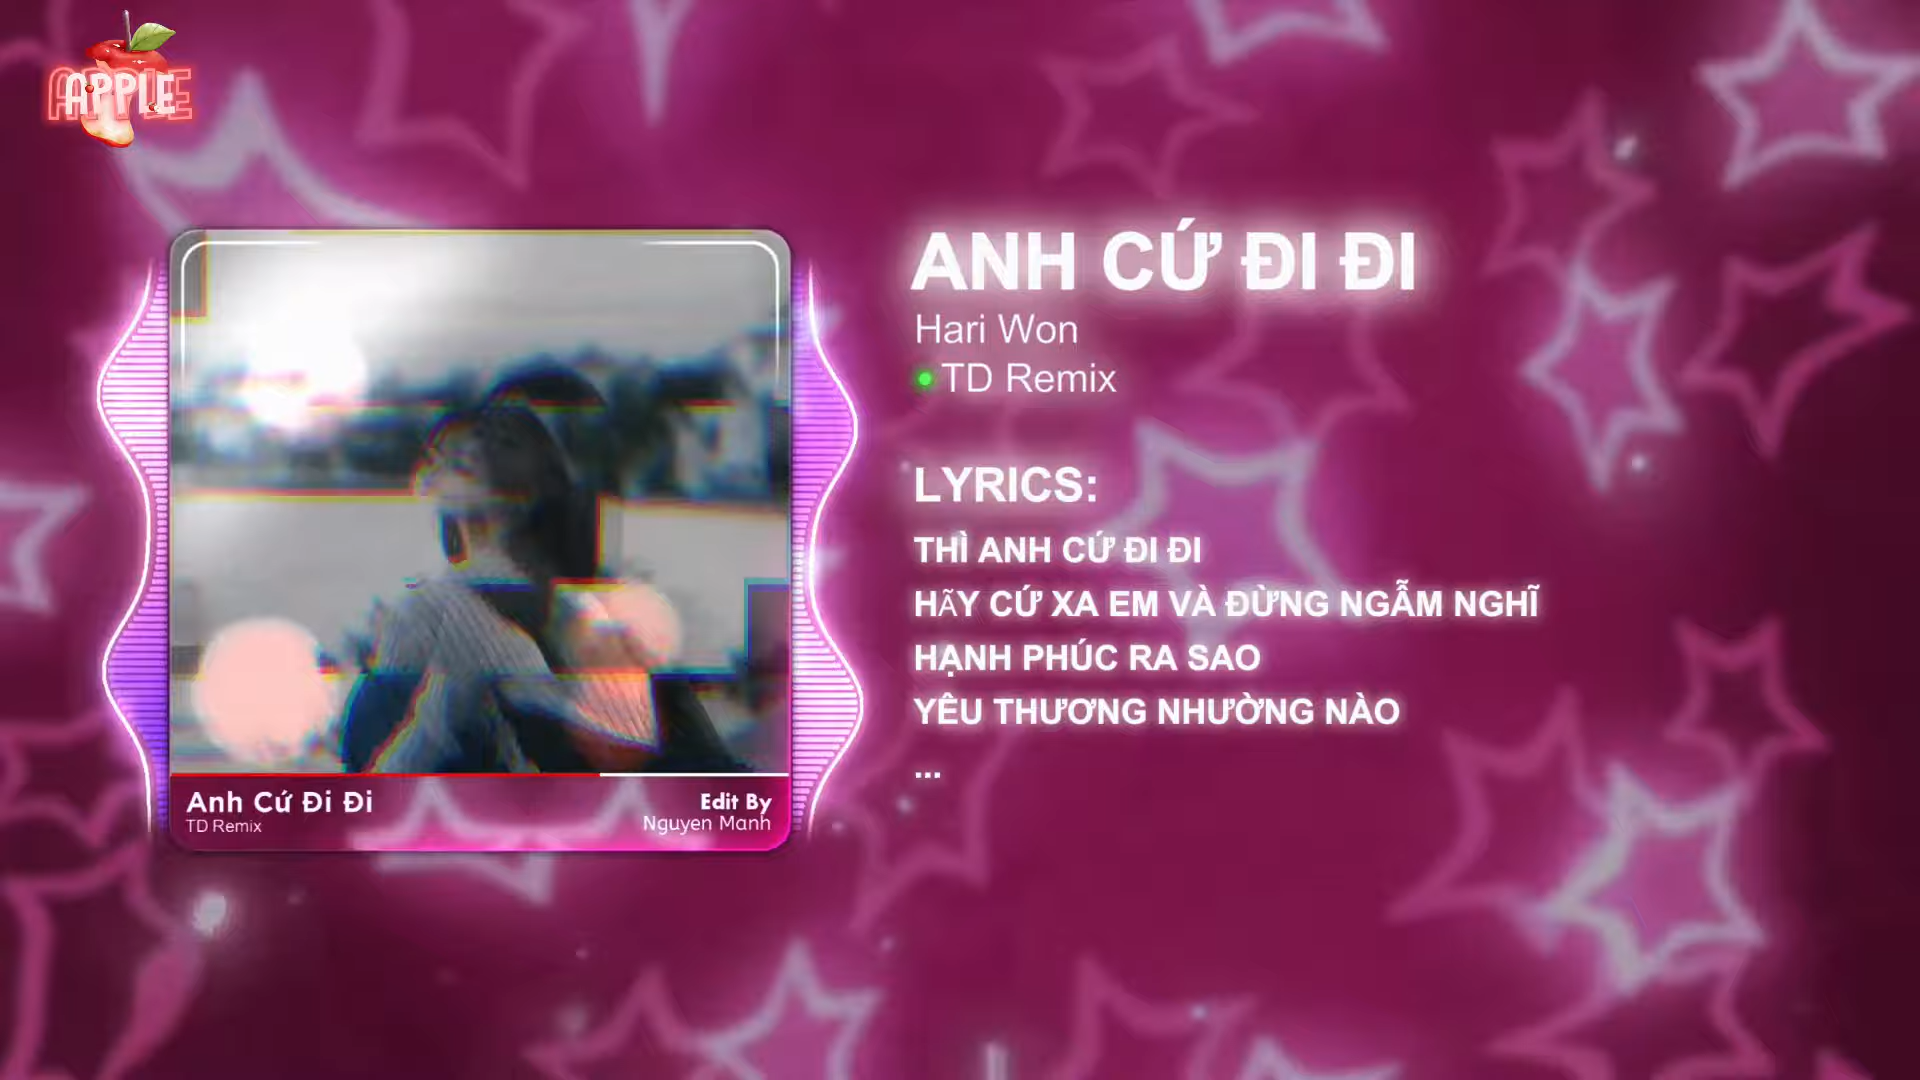 APPLE
ANH CỨ ĐI ĐI
Hari Won
TD Remix
LYRICS:
THÌ ANH CỨ ĐI ĐI
HÃY CỨ XA EM VÀ ĐỪNG NGẪM NGHĨ
HẠNH PHÚC RA SAO
YÊU THƯƠNG NHƯỜNG NÀO
...
Anh Cứ Đi Đi
TD Remix
Edit By
Nguyen Manh